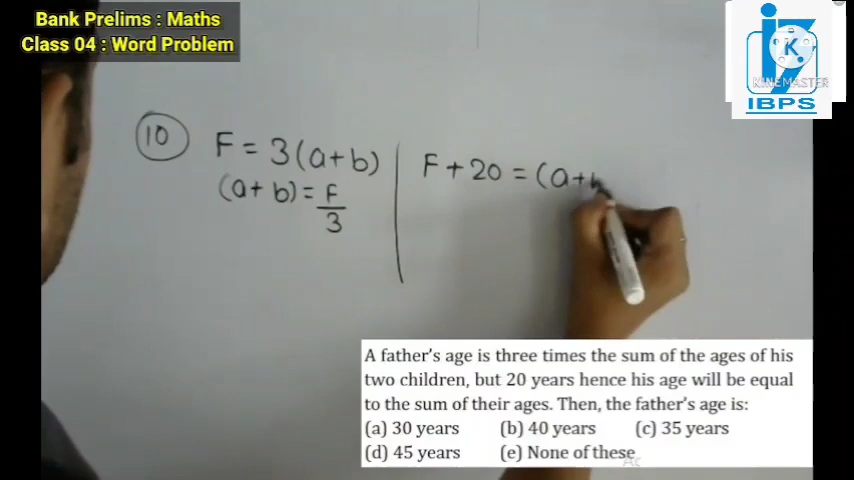 Bank Prelims : Maths
Class 04 : Word Problem
K
KINEMASTER
IBPS
10
F = 3(a+b)
(a+b) = F/3
F + 20 = (a+b
A father's age is three times the sum of the ages of his
two children, but 20 years hence his age will be equal
to the sum of their ages. Then, the father's age is:
(a) 30 years (b) 40 years (c) 35 years
(d) 45 years (e) None of these